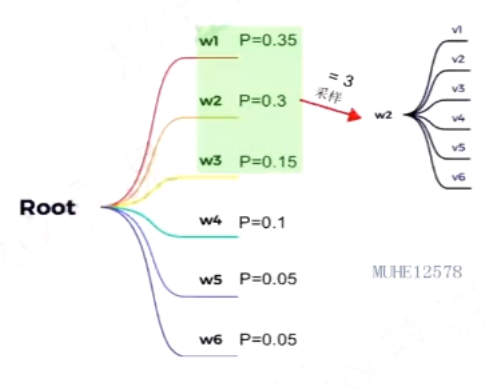 w1 P=0.35
w2 P=0.3
w3 P=0.15
Root
w4 P=0.1
w5 P=0.05
w6 P=0.05
= 3
采样
w2
v1
v2
v3
v4
v5
v6
MUHE12578